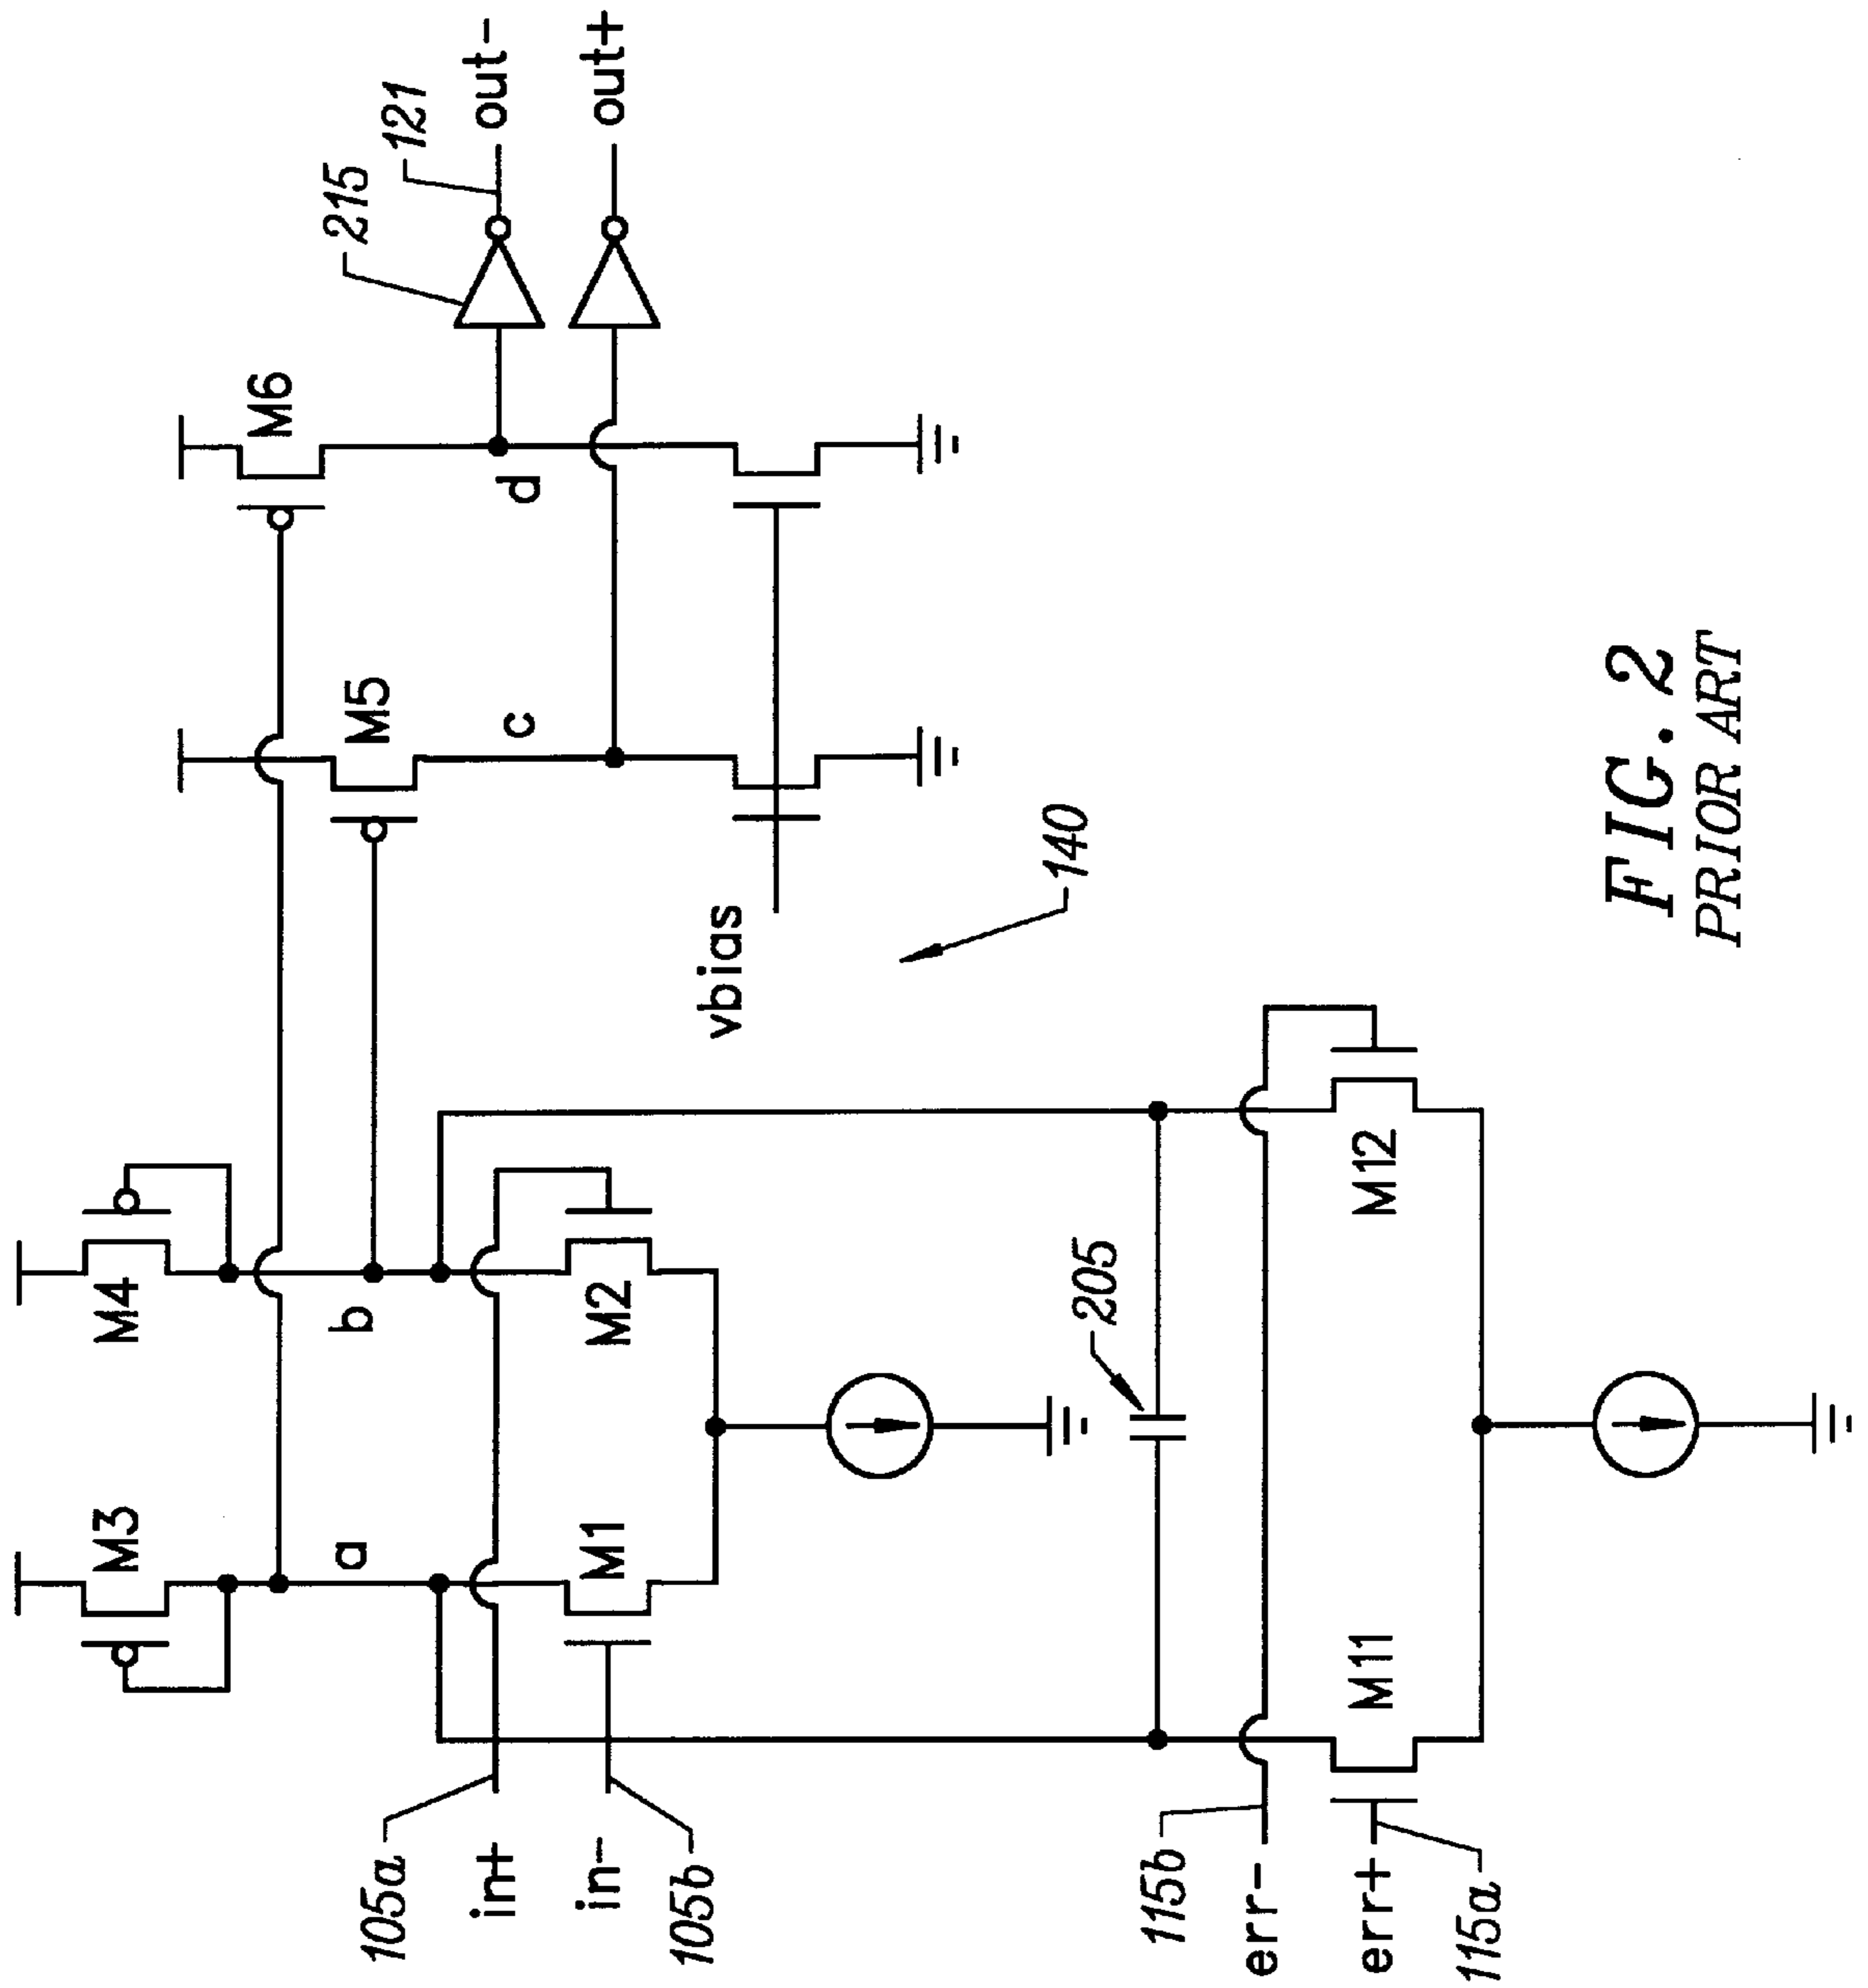 M3
M4
a
b
M1
M2
105a
in+
in-
105b
M5
M6
c
d
215
121
out-
out+
vbias
140
205
115b
err-
err+
115a
M11
M12
FIG. 2
PRIOR ART